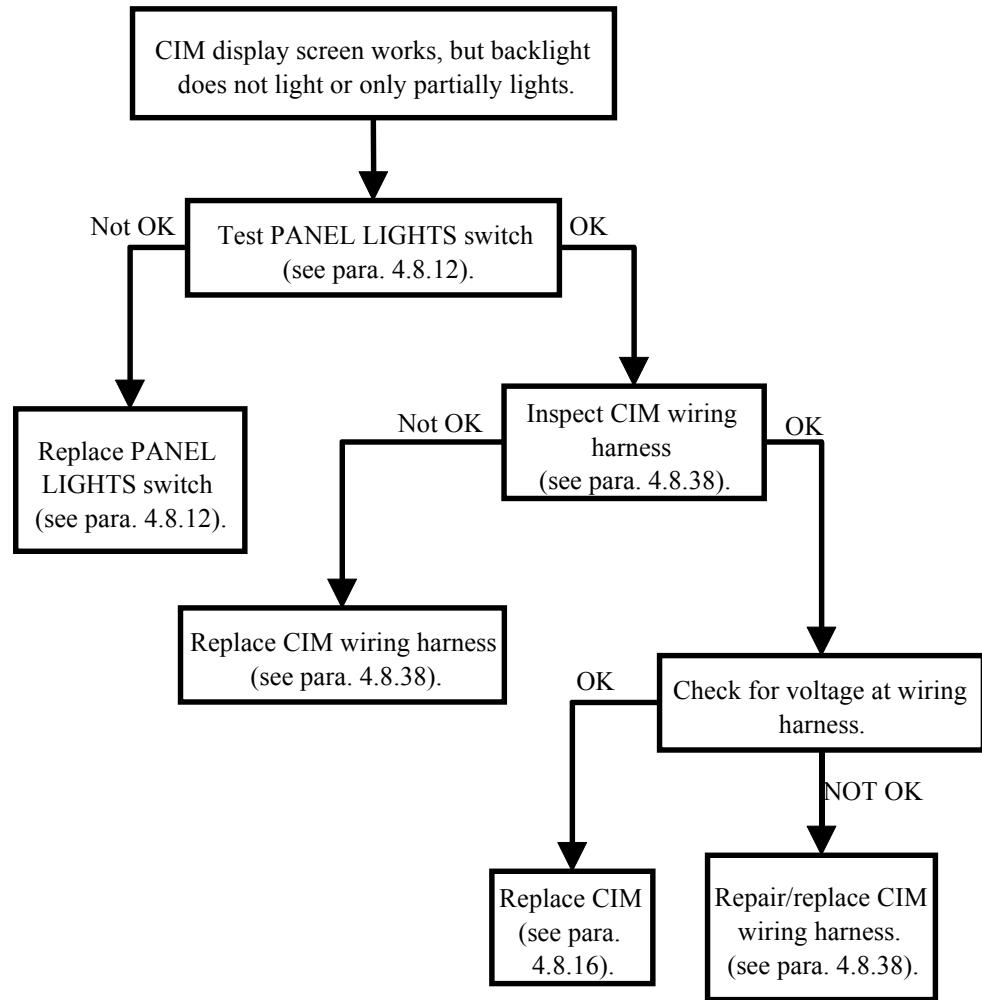 CIM display screen works, but backlight
does not light or only partially lights.
Not OK
Test PANEL LIGHTS switch
(see para. 4.8.12).
OK
Replace PANEL
LIGHTS switch
(see para. 4.8.12).
Not OK
Inspect CIM wiring
harness
(see para. 4.8.38).
OK
Replace CIM wiring harness
(see para. 4.8.38).
OK
Check for voltage at wiring
harness.
NOT OK
Replace CIM
(see para.
4.8.16).
Repair/replace CIM
wiring harness.
(see para. 4.8.38).